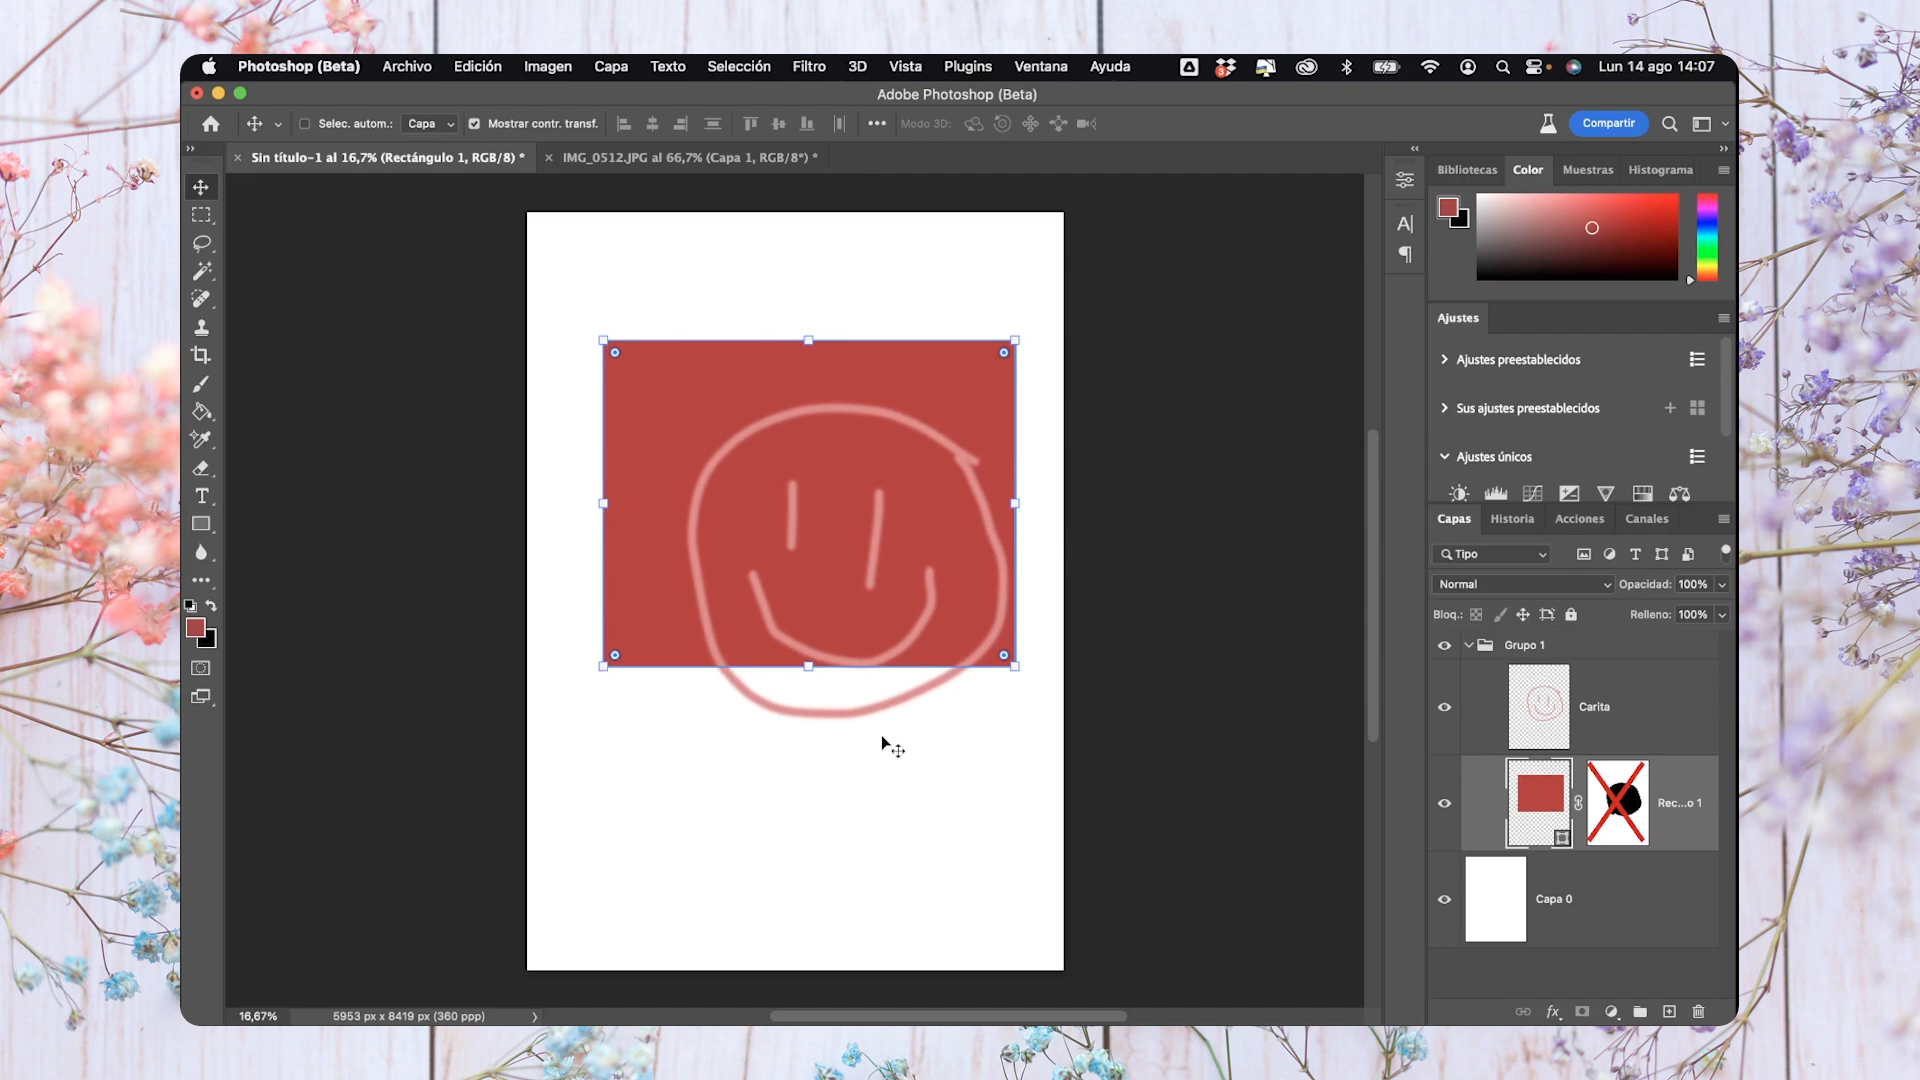 Photoshop (Beta) Archivo Edición Imagen Capa Texto Selección Filtro 3D Vista Plugins Ventana Ayuda Lun 14 ago 14:07
Adobe Photoshop (Beta)
Selec. autom.: Capa Mostrar contr. transf. Modo 3D: Compartir
Sin título-1 al 16,7% (Rectángulo 1, RGB/8) * IMG_0512.JPG al 66,7% (Capa 1, RGB/8*) *
Bibliotecas Color Muestras Histograma
Ajustes
Ajustes preestablecidos
Sus ajustes preestablecidos
Ajustes únicos
Capas Historia Acciones Canales
Tipo
Normal Opacidad: 100%
Bloq.: Relleno: 100%
Grupo 1
Carita
Rec...o 1
Capa 0
16,67% 5953 px x 8419 px (360 ppp)